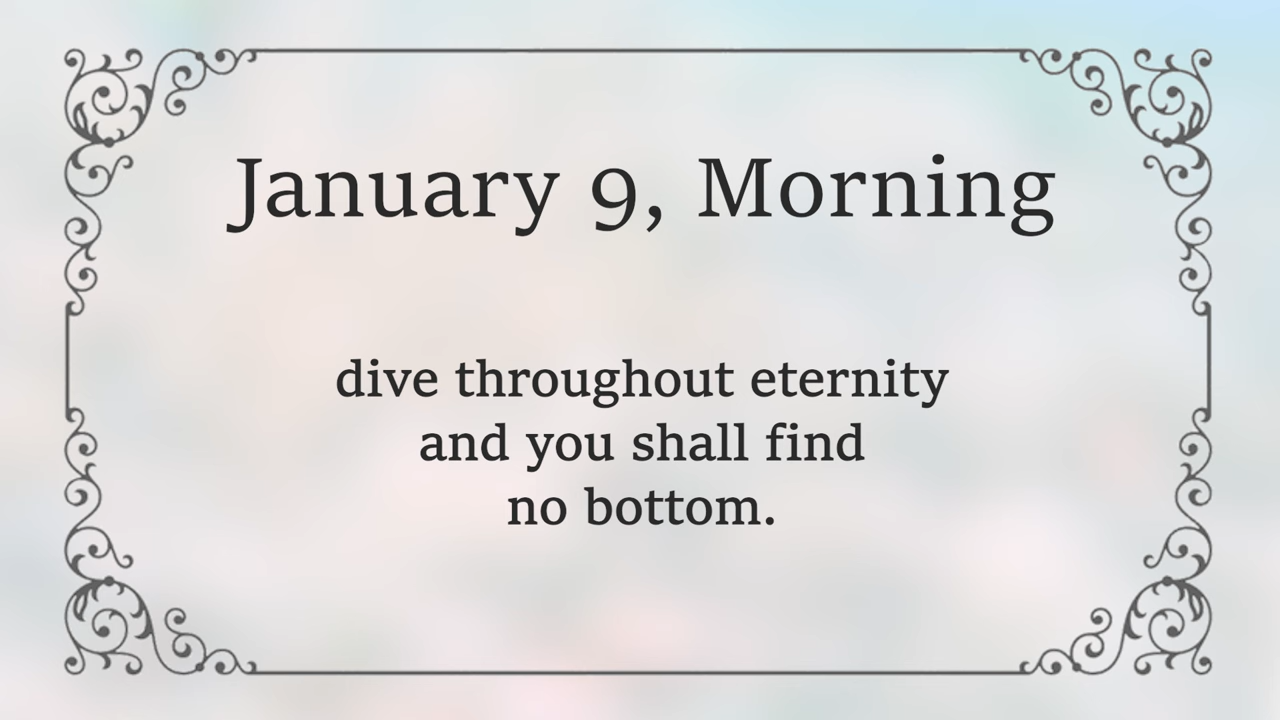 January 9, Morning
dive throughout eternity
and you shall find
no bottom.